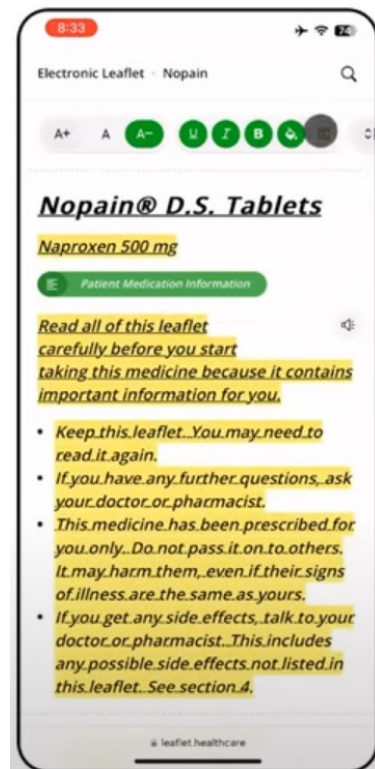 8:33
74
Electronic Leaflet · Nopain
A+ A A− U I B
Nopain® D.S. Tablets
Naproxen 500 mg
Patient Medication Information
Read all of this leaflet
carefully before you start
taking this medicine because it contains
important information for you.
• Keep this leaflet. You may need to
read it again.
• If you have any further questions, ask
your doctor or pharmacist.
• This medicine has been prescribed for
you only. Do not pass it on to others.
It may harm them, even if their signs
of illness are the same as yours.
• If you get any side effects, talk to your
doctor or pharmacist. This includes
any possible side effects not listed in
this leaflet. See section 4.
leaflet.healthcare